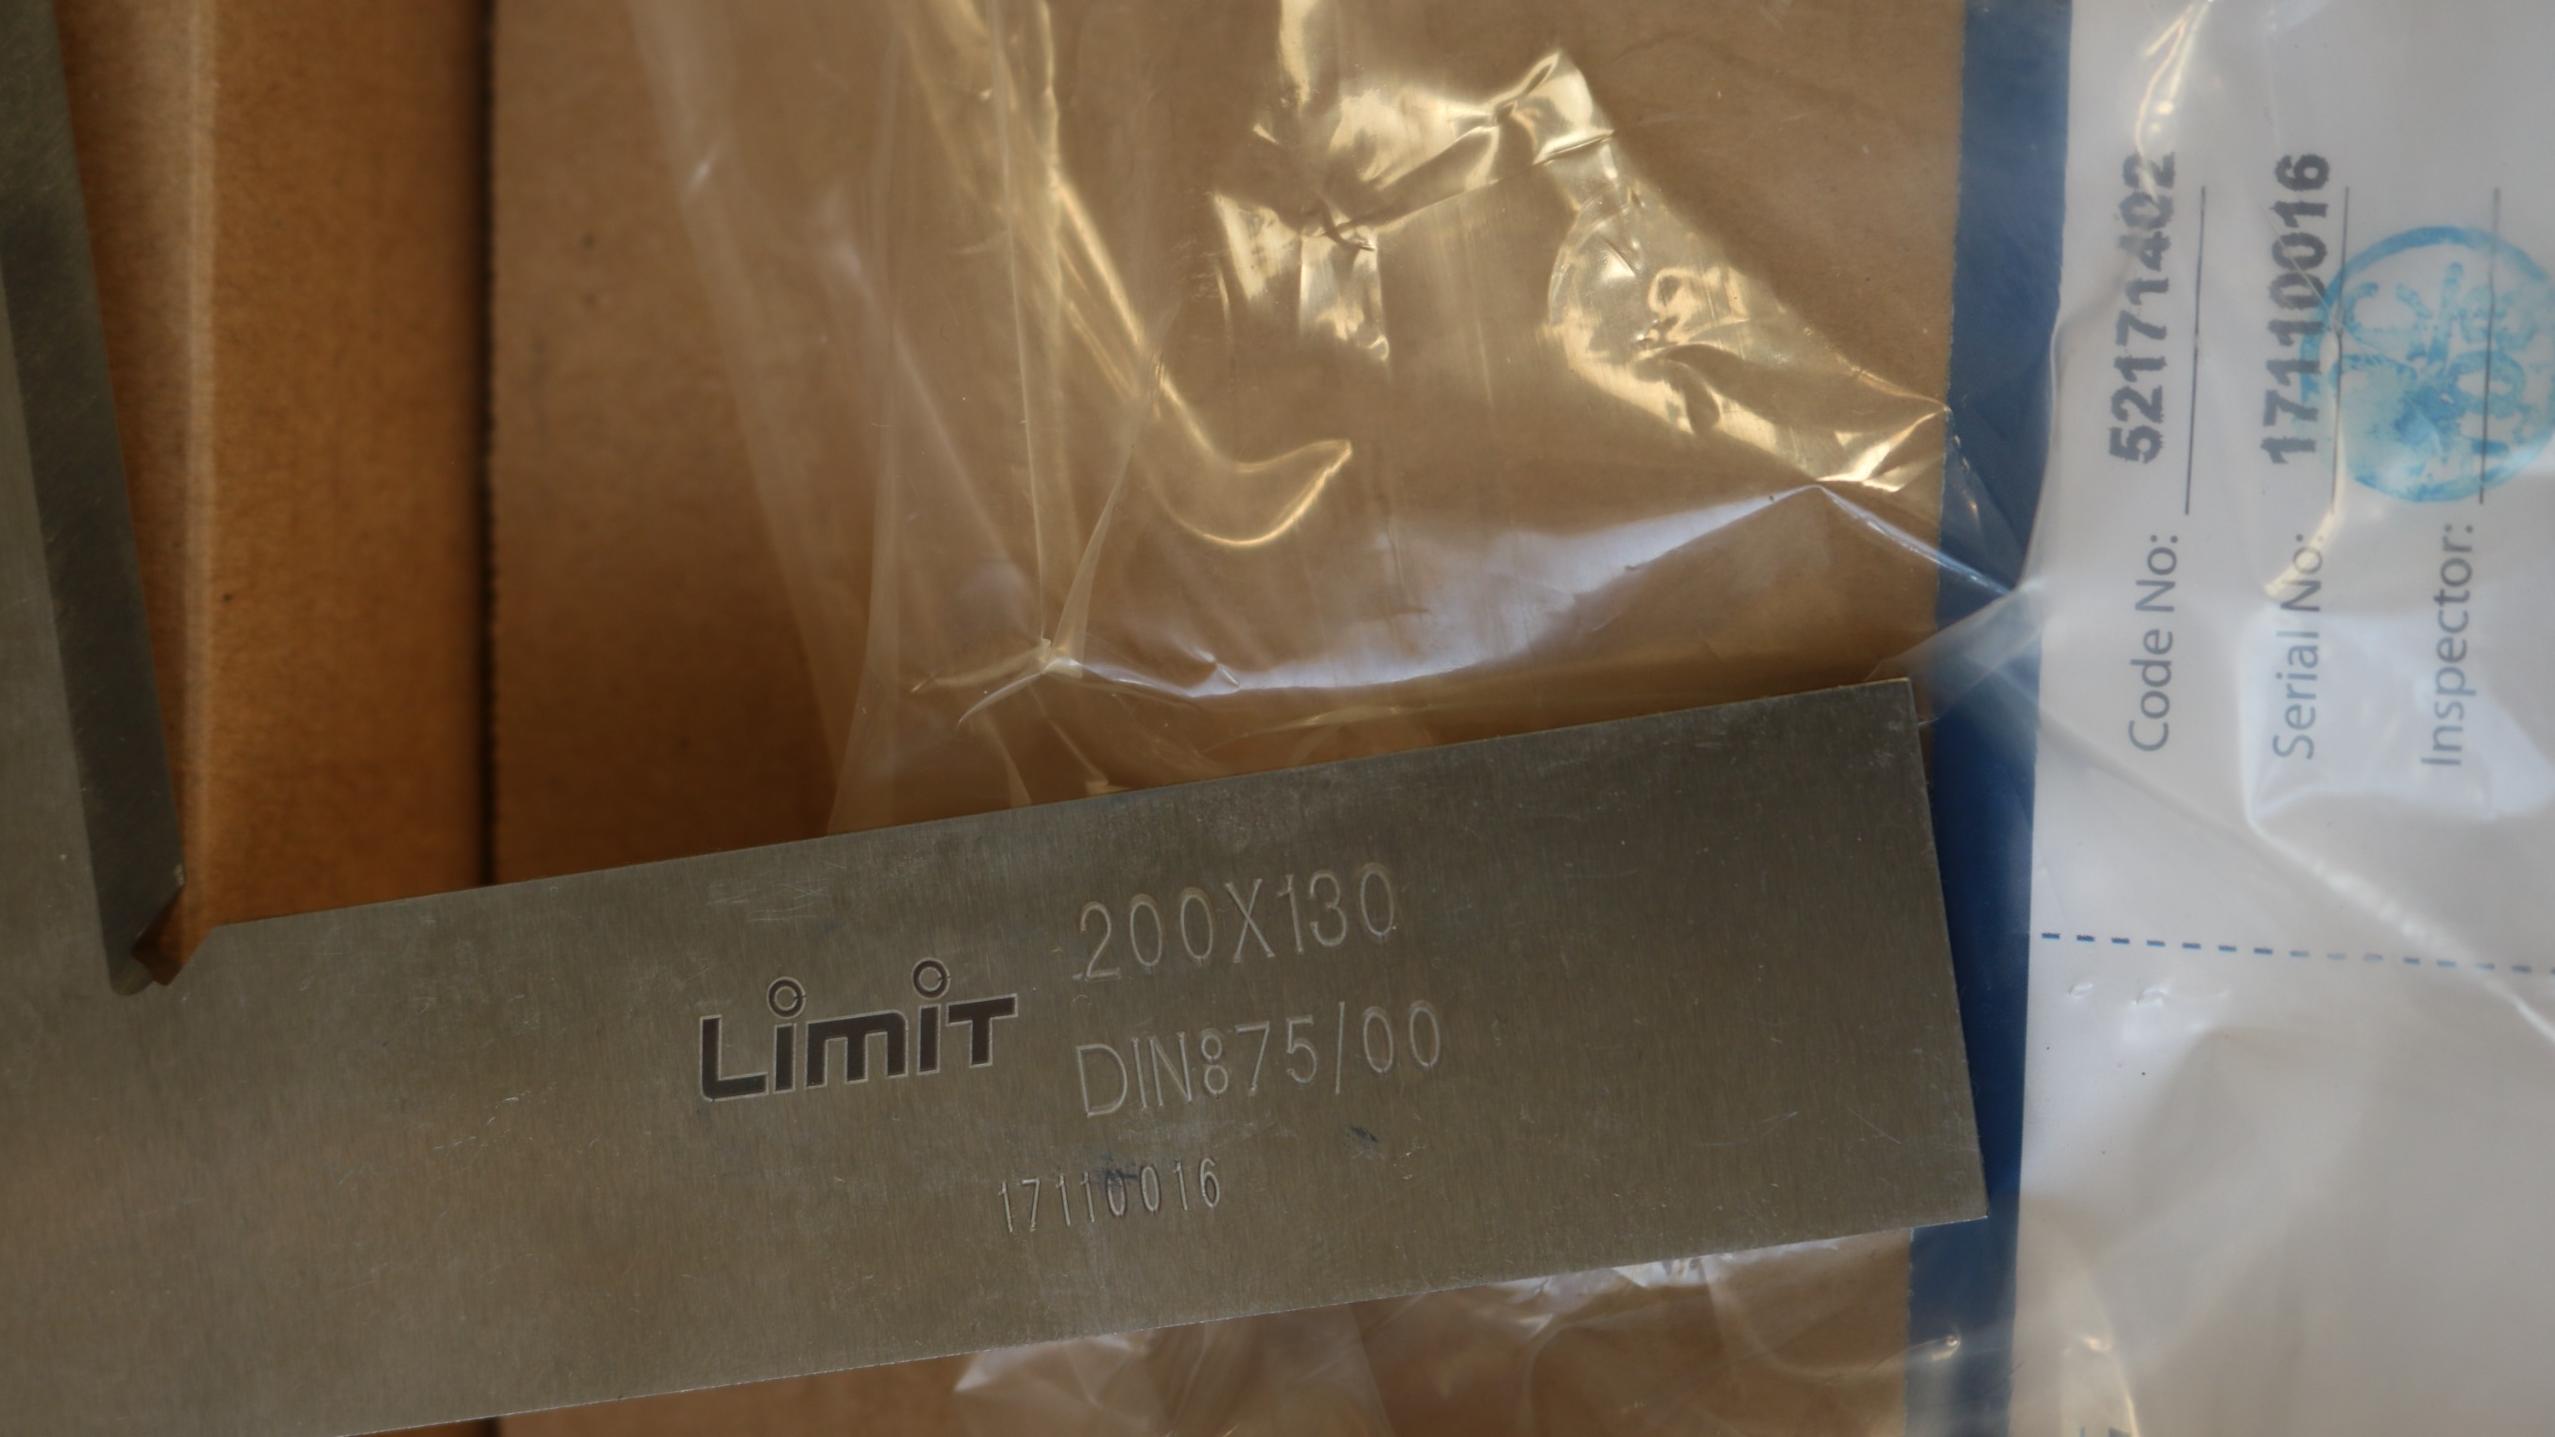 LimiT
200X130
DIN875/00
17110016
Code No: 52171402
Serial No: 17110016
Inspector: